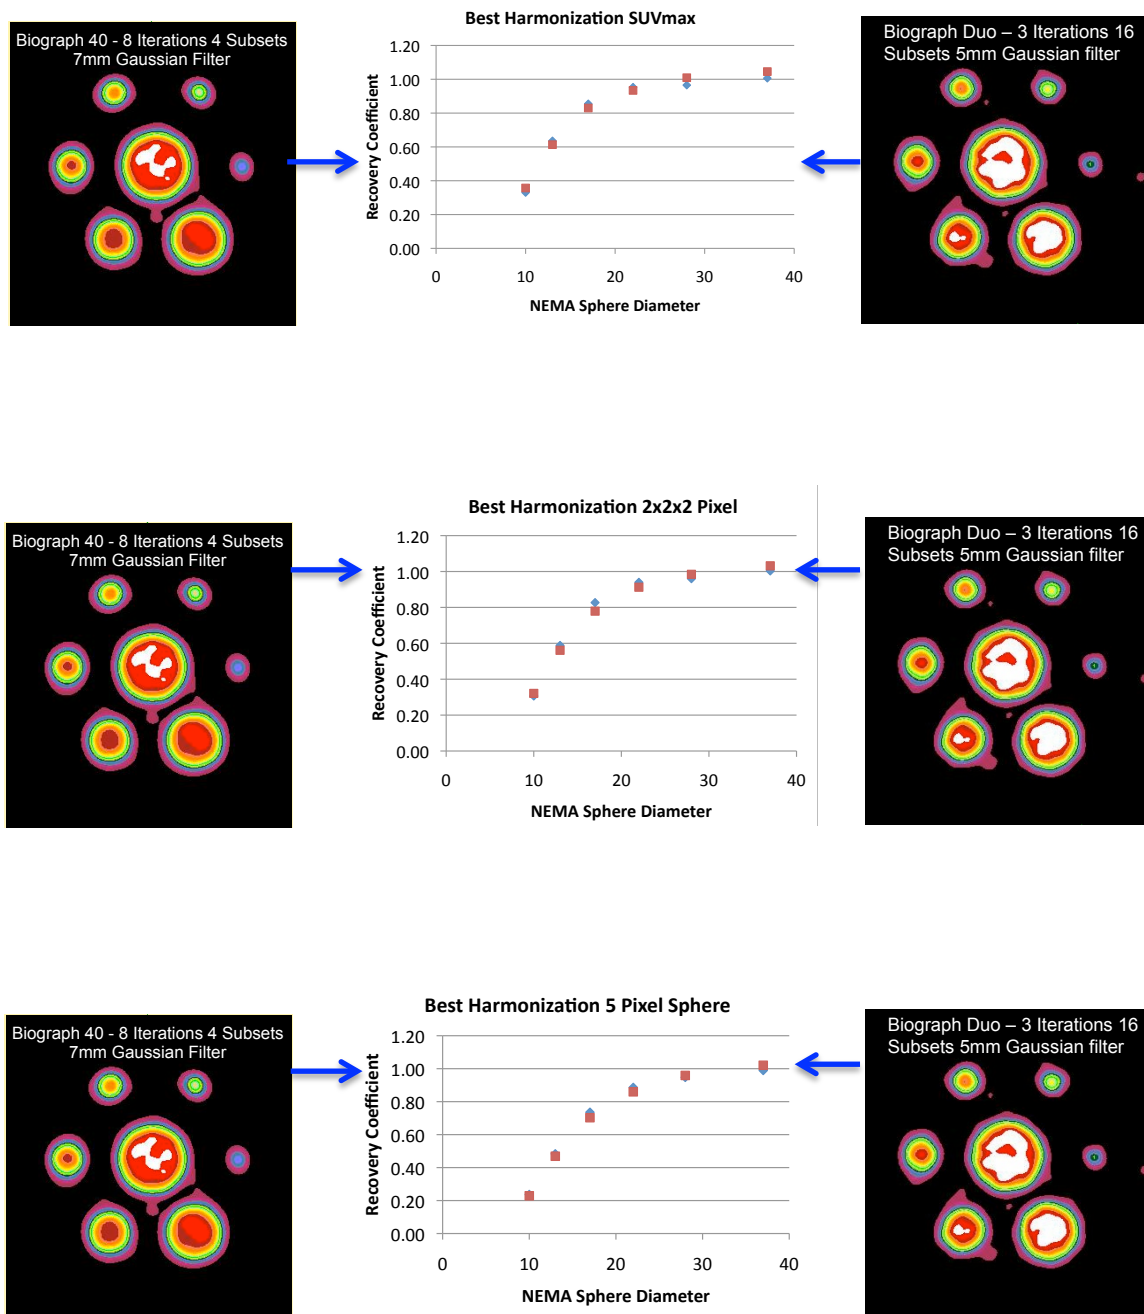 Biograph 40 - 8 Iterations 4 Subsets
7mm Gaussian Filter
Best Harmonization SUVmax
Recovery Coefficient
1.20
1.00
0.80
0.60
0.40
0.20
0.00
0 10 20 30 40
NEMA Sphere Diameter
Biograph Duo – 3 Iterations 16
Subsets 5mm Gaussian filter
Biograph 40 - 8 Iterations 4 Subsets
7mm Gaussian Filter
Best Harmonization 2x2x2 Pixel
Recovery Coefficient
1.20
1.00
0.80
0.60
0.40
0.20
0.00
0 10 20 30 40
NEMA Sphere Diameter
Biograph Duo – 3 Iterations 16
Subsets 5mm Gaussian filter
Biograph 40 - 8 Iterations 4 Subsets
7mm Gaussian Filter
Best Harmonization 5 Pixel Sphere
Recovery Coefficient
1.20
1.00
0.80
0.60
0.40
0.20
0.00
0 10 20 30 40
NEMA Sphere Diameter
Biograph Duo – 3 Iterations 16
Subsets 5mm Gaussian filter